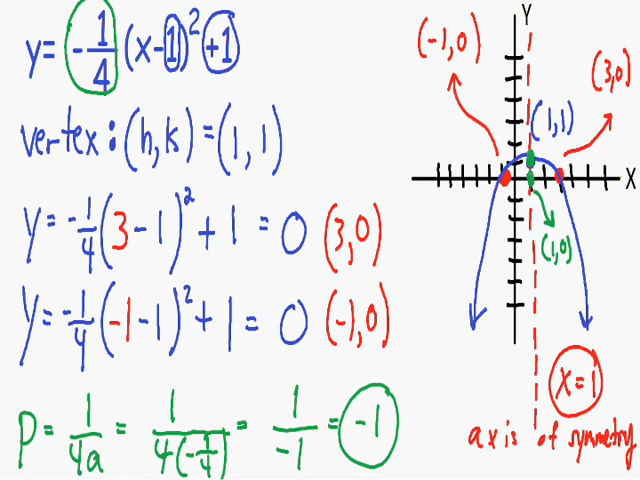 y = -1/4 (x-1)² +1
vertex: (h,k) = (1,1)
y = -1/4 (3-1)² + 1 = 0 (3,0)
y = -1/4 (-1-1)² + 1 = 0 (-1,0)
P = 1/4a = 1/4(-1/4) = 1/-1 = -1
Y
(-1,0)
(3,0)
(1,1)
X
(1,0)
x=1
axis of symmetry